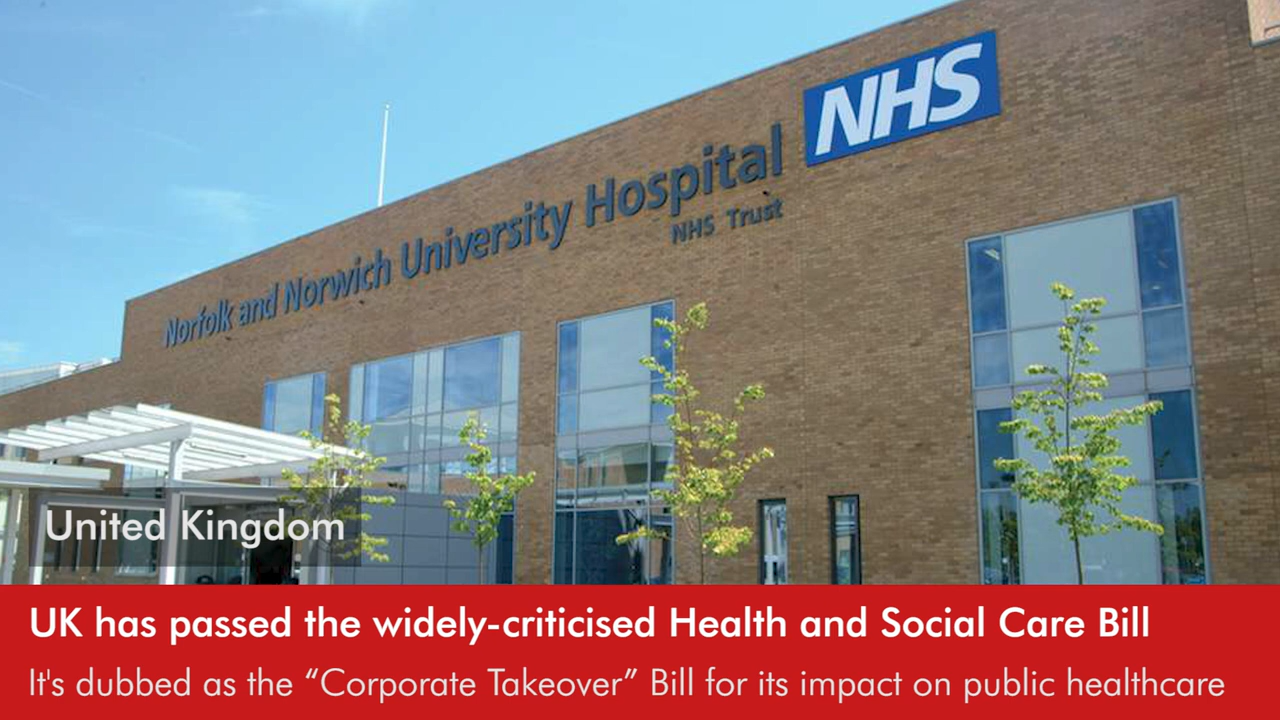 NHS
Norfolk and Norwich University Hospital
NHS Trust
United Kingdom
UK has passed the widely-criticised Health and Social Care Bill
It's dubbed as the “Corporate Takeover” Bill for its impact on public healthcare